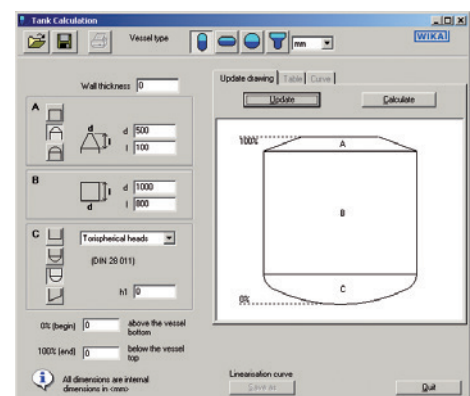 Tank Calculation
Vessel type
mm
WIKAI
Wall thickness 0
Update drawing Table Curve
Update Calculate
A
d
l
d 500
l 100
B
l
d
d 1000
l 800
C
Torispherical heads
(DIN 28 011)
h1 0
100%
A
B
C
0%
0% (begin) 0 above the vessel bottom
100% (end) 0 below the vessel top
All dimensions are internal
dimensions in <mm>
Linearisation curve
Save as
Quit